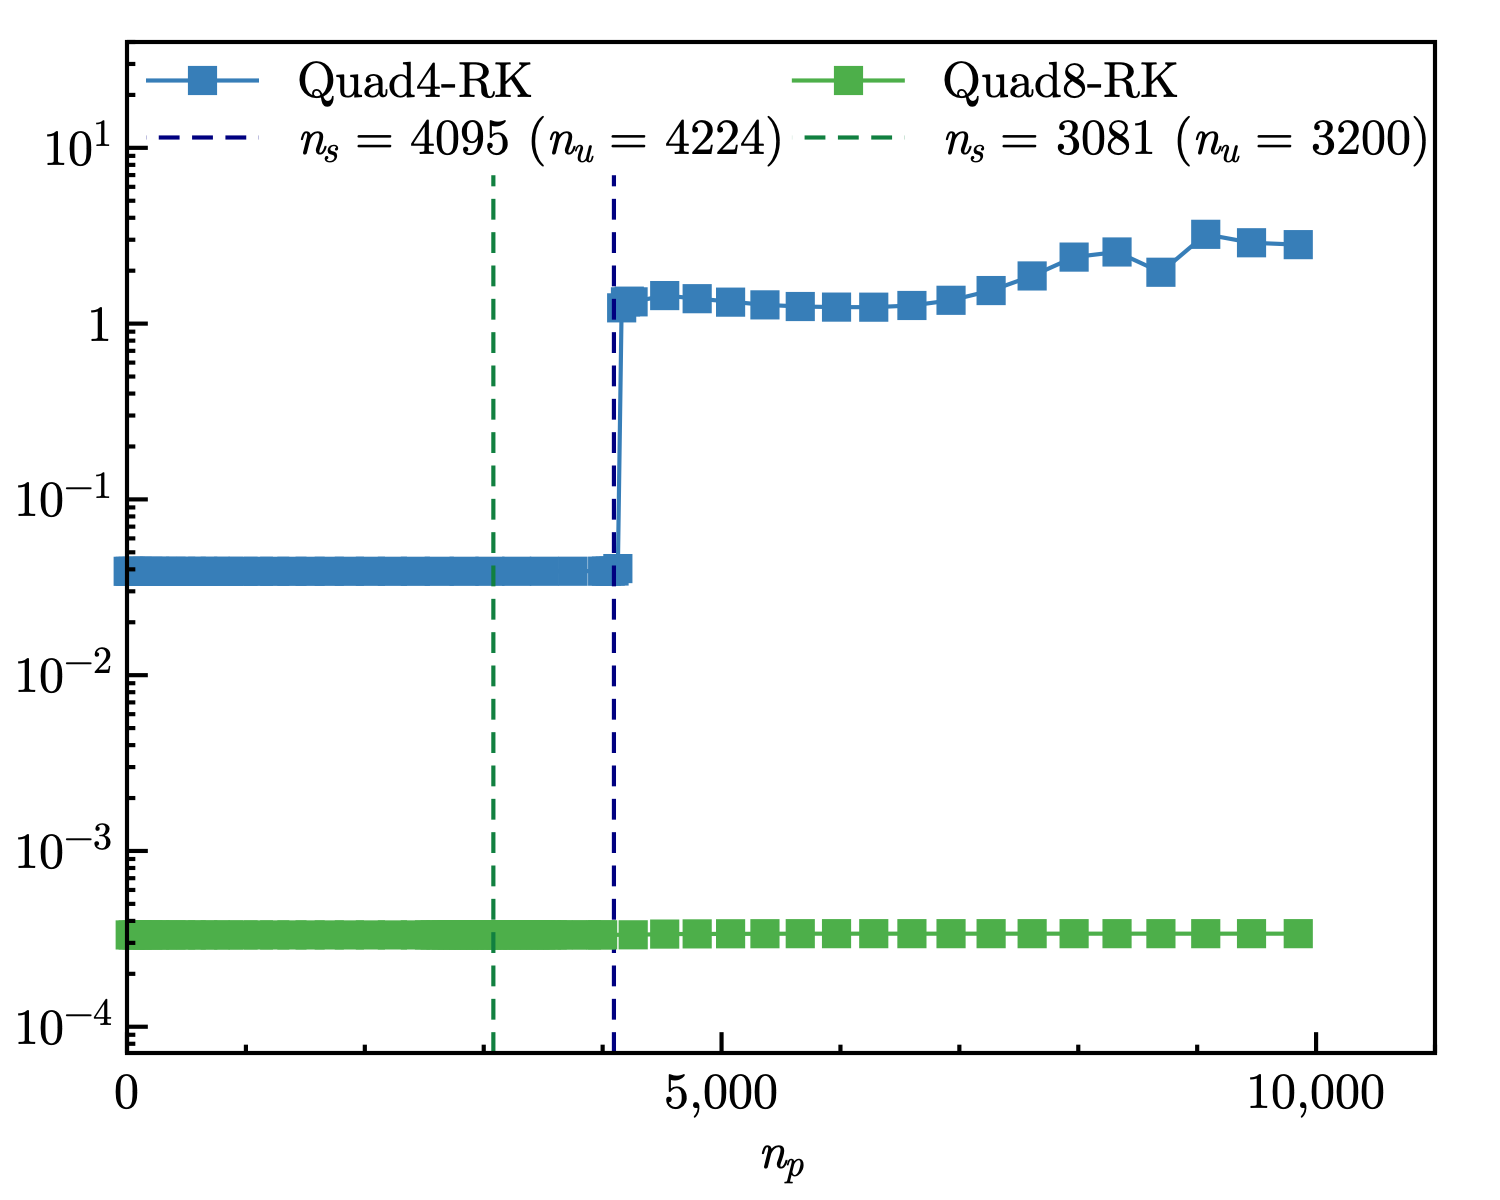 Quad4-RK Quad8-RK
n_s = 4095 (n_u = 4224) n_s = 3081 (n_u = 3200)
10^1
1
10^−1
10^−2
10^−3
10^−4
0 5,000 10,000
n_p